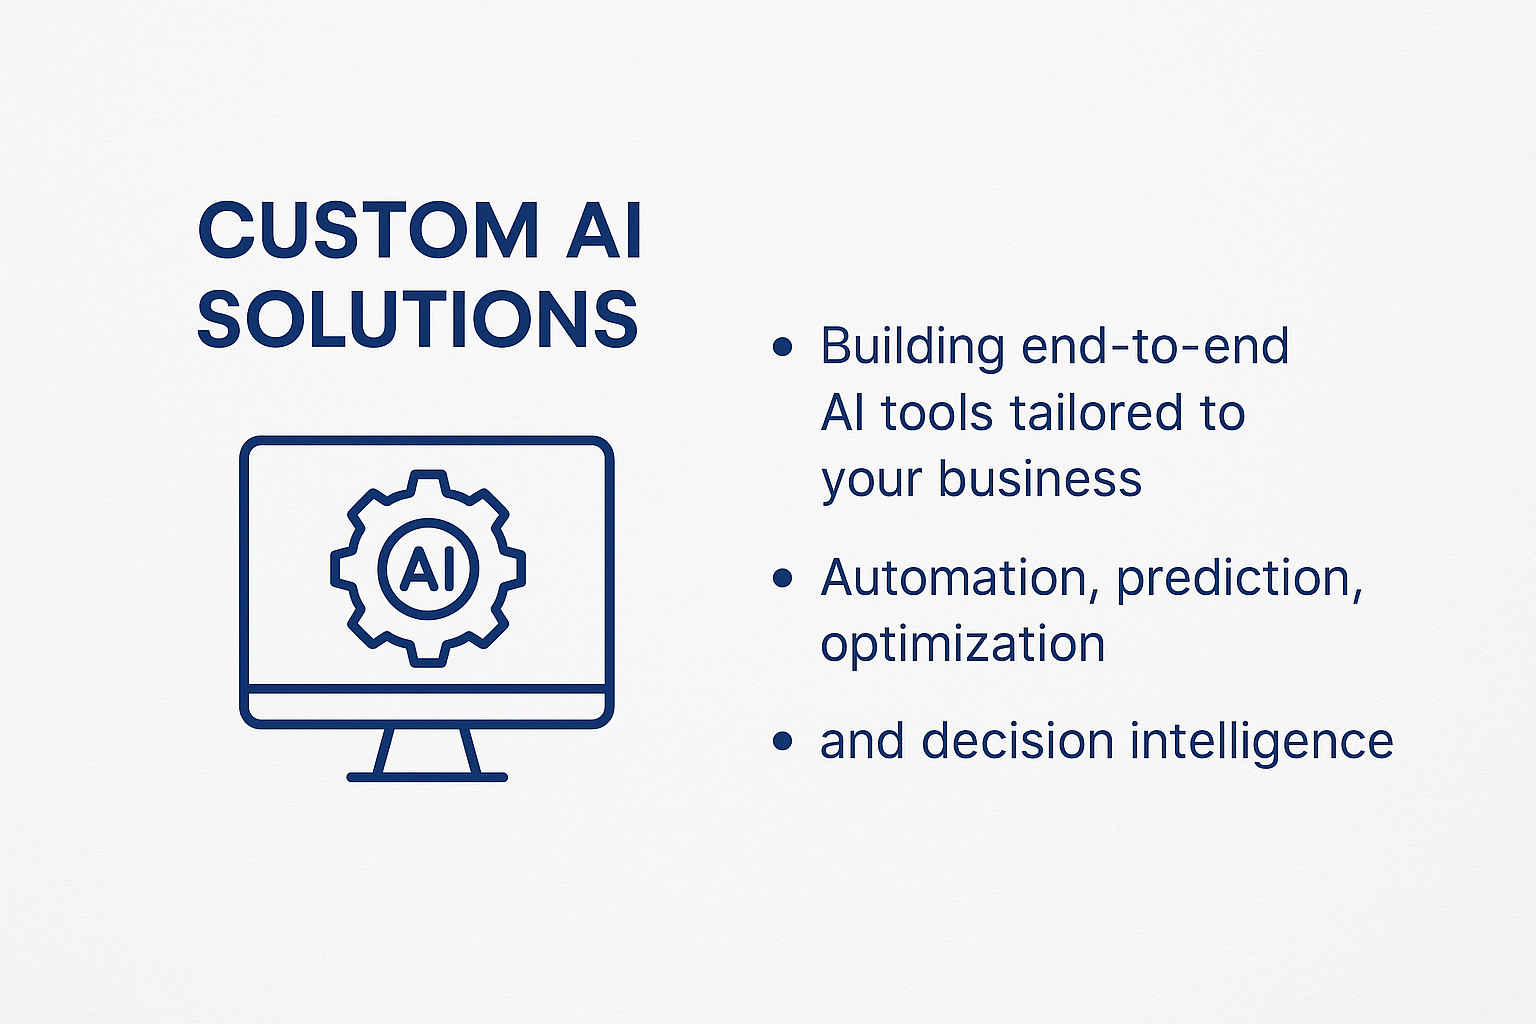 CUSTOM AI
SOLUTIONS
AI
• Building end-to-end
AI tools tailored to
your business
• Automation, prediction,
optimization
• and decision intelligence